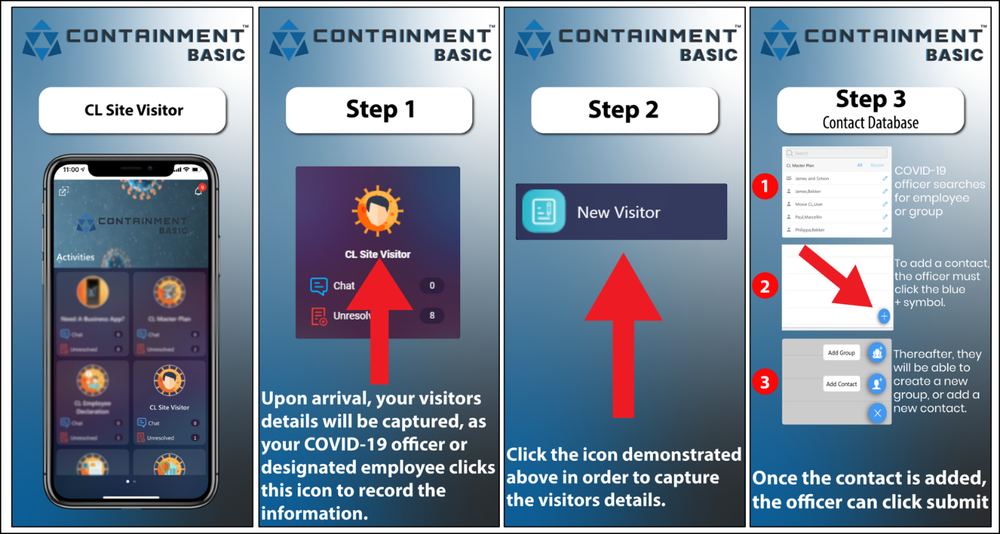 CONTAINMENT™
BASIC
CL Site Visitor
11:00
9
CONTAINMENT
BASIC
Activities
Need A Business App?
Chat 0
Unresolved 0
CL Master Plan
Chat 0
Unresolved 2
CL Employee
Declaration
Chat
Unresolved
CL Site Visitor
Chat 0
Unresolved 1
CONTAINMENT™
BASIC
Step 1
CL Site Visitor
Chat 0
Unresolv 8
Upon arrival, your visitors
details will be captured, as
your COVID-19 officer or
designated employee clicks
this icon to record the
information.
CONTAINMENT™
BASIC
Step 2
New Visitor
Click the icon demonstrated
above in order to capture
the visitors details.
CONTAINMENT™
BASIC
Step 3
Contact Database
1
Search
CL Master Plan All Recent
James and Simon
James,Bekker
Moxie CL,User
Paul,Marcellin
Philippa,Bekker
COVID-19
officer searches
for employee
or group
2
To add a contact,
the officer must
click the blue
+ symbol.
3
Add Group
Add Contact
Thereafter, they
will be able to
create a new
group, or add a
new contact.
Once the contact is added,
the officer can click submit